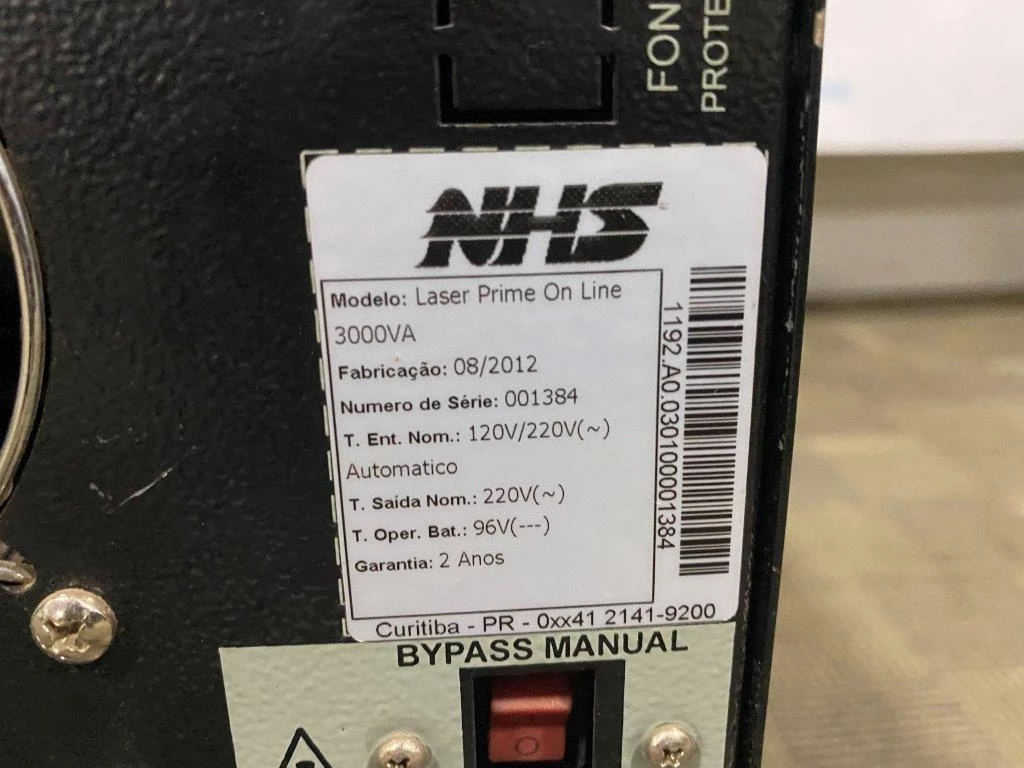 FON
PROTE
NHS
Modelo: Laser Prime On Line
3000VA
Fabricação: 08/2012
Numero de Série: 001384
T. Ent. Nom.: 120V/220V(~)
Automatico
T. Saída Nom.: 220V(~)
T. Oper. Bat.: 96V(---)
Garantia: 2 Anos
1192.A0.030100001384
Curitiba - PR - 0xx41 2141-9200
BYPASS MANUAL